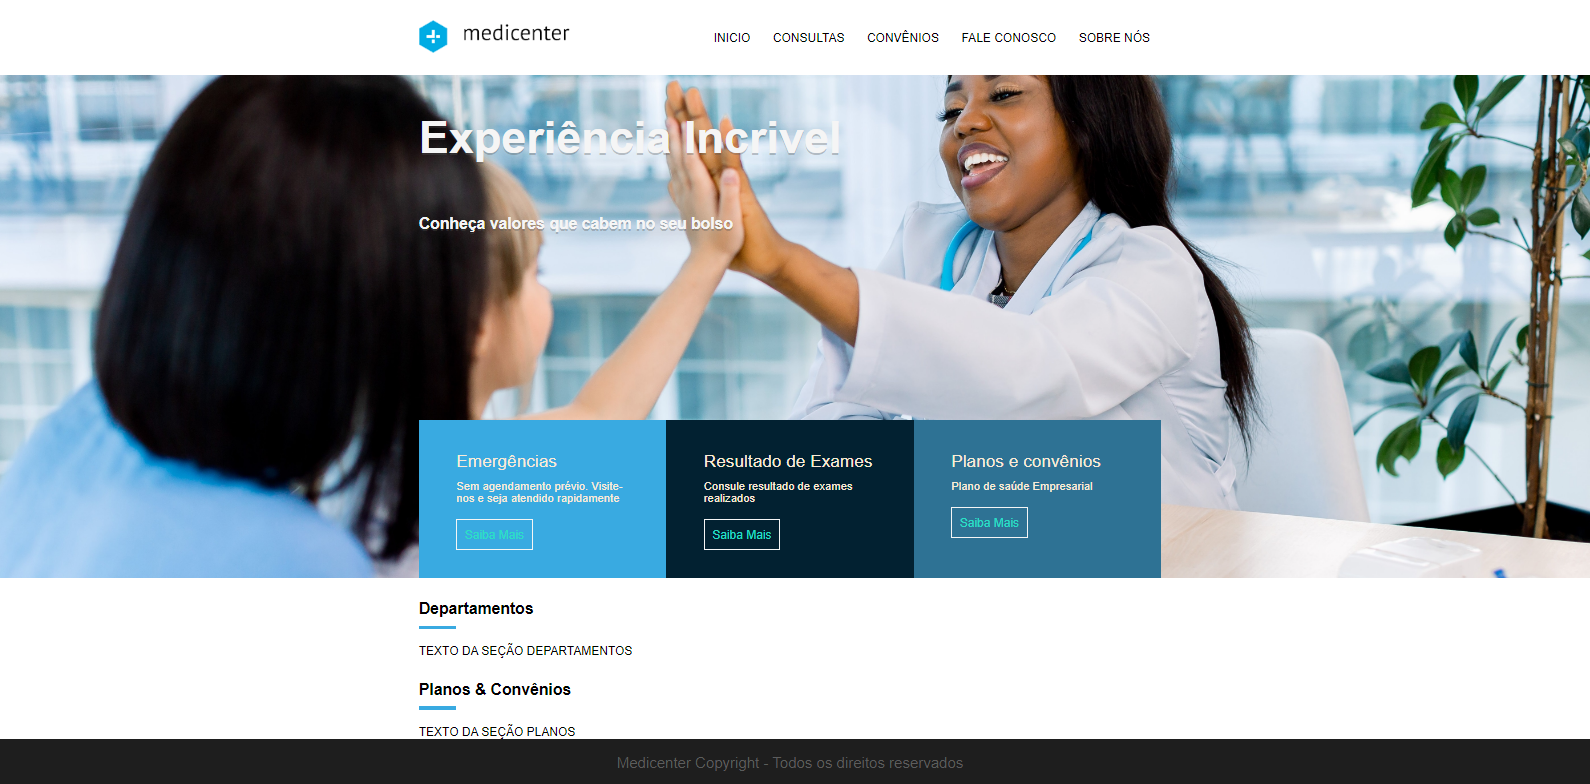 medicenter
INICIO CONSULTAS CONVÊNIOS FALE CONOSCO SOBRE NÓS
Experiência Incrivel
Conheça valores que cabem no seu bolso
Emergências
Sem agendamento prévio. Visite-
nos e seja atendido rapidamente
Saiba Mais
Resultado de Exames
Consule resultado de exames
realizados
Saiba Mais
Planos e convênios
Plano de saúde Empresarial
Saiba Mais
Departamentos
TEXTO DA SEÇÃO DEPARTAMENTOS
Planos & Convênios
TEXTO DA SEÇÃO PLANOS
Medicenter Copyright - Todos os direitos reservados